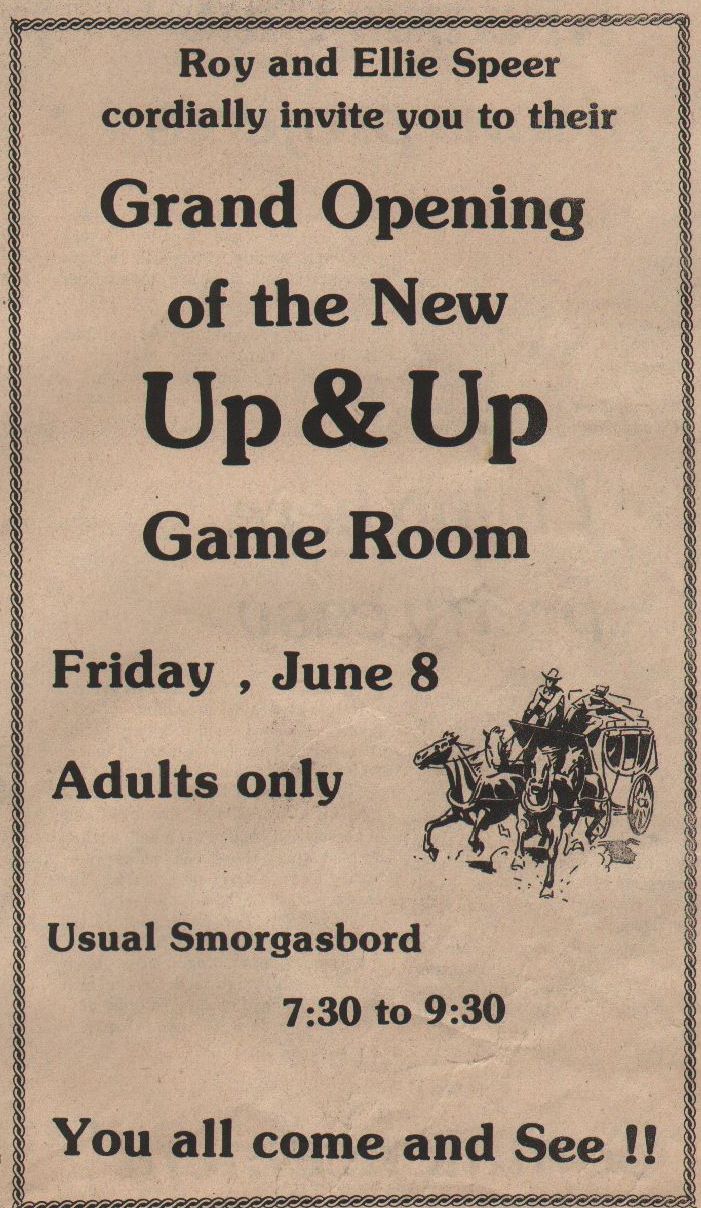 Roy and Ellie Speer
cordially invite you to their
Grand Opening
of the New
Up & Up
Game Room
Friday , June 8
Adults only
Usual Smorgasbord
7:30 to 9:30
You all come and See !!